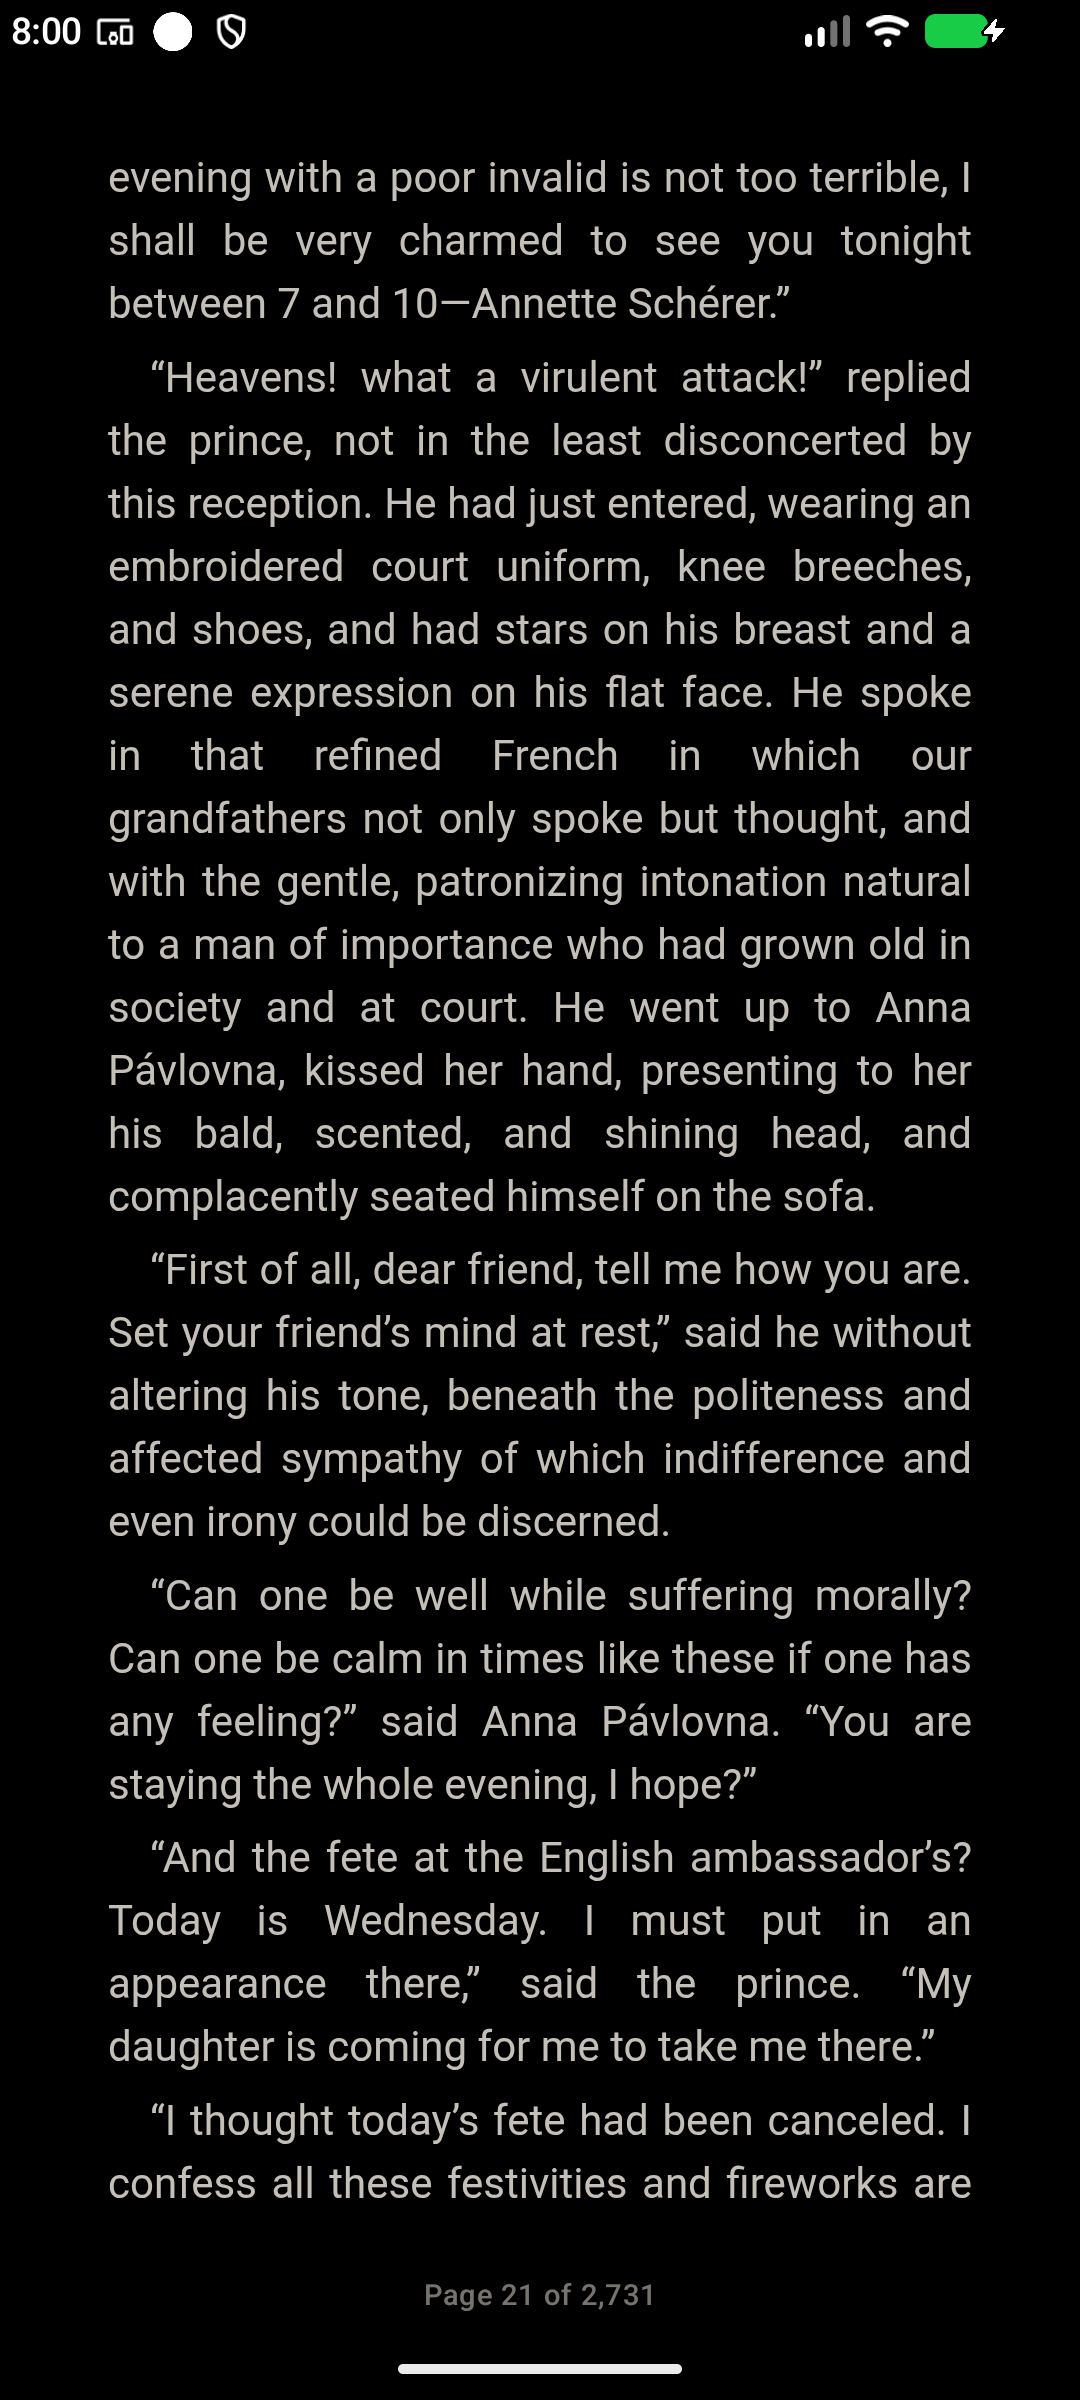 8:00
evening with a poor invalid is not too terrible, I
shall be very charmed to see you tonight
between 7 and 10—Annette Schérer.”
“Heavens! what a virulent attack!” replied
the prince, not in the least disconcerted by
this reception. He had just entered, wearing an
embroidered court uniform, knee breeches,
and shoes, and had stars on his breast and a
serene expression on his flat face. He spoke
in that refined French in which our
grandfathers not only spoke but thought, and
with the gentle, patronizing intonation natural
to a man of importance who had grown old in
society and at court. He went up to Anna
Pávlovna, kissed her hand, presenting to her
his bald, scented, and shining head, and
complacently seated himself on the sofa.
“First of all, dear friend, tell me how you are.
Set your friend’s mind at rest,” said he without
altering his tone, beneath the politeness and
affected sympathy of which indifference and
even irony could be discerned.
“Can one be well while suffering morally?
Can one be calm in times like these if one has
any feeling?” said Anna Pávlovna. “You are
staying the whole evening, I hope?”
“And the fete at the English ambassador’s?
Today is Wednesday. I must put in an
appearance there,” said the prince. “My
daughter is coming for me to take me there.”
“I thought today’s fete had been canceled. I
confess all these festivities and fireworks are
Page 21 of 2,731